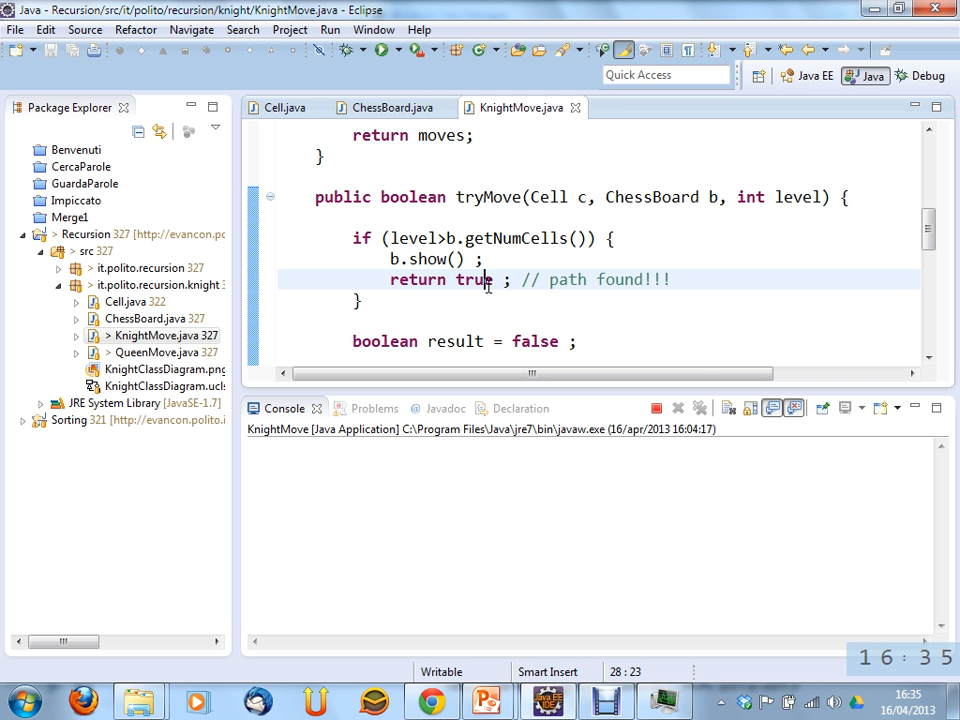 Java - Recursion/src/it/polito/recursion/knight/KnightMove.java - Eclipse
File Edit Source Refactor Navigate Search Project Run Window Help
Quick Access
Java EE
Java
Debug
Package Explorer
Cell.java
ChessBoard.java
KnightMove.java
Benvenuti
CercaParole
GuardaParole
Impiccato
Merge1
> Recursion 327 [http://evancon.po
> src 327
> it.polito.recursion 327
> it.polito.recursion.knight 3
Cell.java 322
ChessBoard.java 327
> KnightMove.java 327
> QueenMove.java 327
KnightClassDiagram.png
KnightClassDiagram.ucls
JRE System Library [JavaSE-1.7]
Sorting 321 [http://evancon.polito.i
return moves;
}
public boolean tryMove(Cell c, ChessBoard b, int level) {
if (level>b.getNumCells()) {
b.show() ;
return true ; // path found!!!
}
boolean result = false ;
Console
Problems
@ Javadoc
Declaration
KnightMove [Java Application] C:\Program Files\Java\jre7\bin\javaw.exe (16/apr/2013 16:04:17)
16:35
Writable
Smart Insert
28 : 23
16:35
16/04/2013